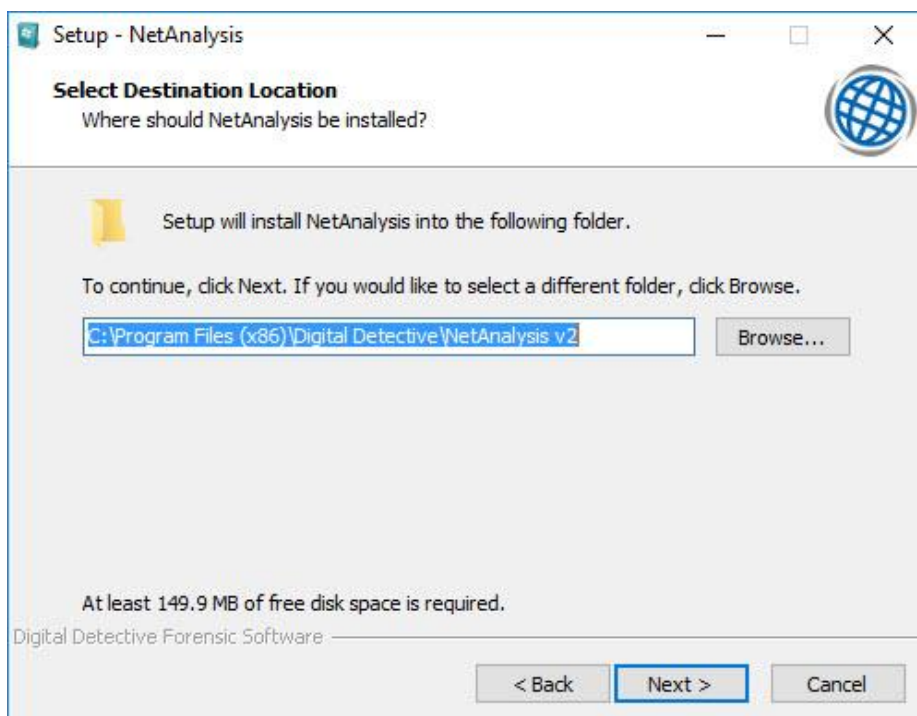 Setup - NetAnalysis
Select Destination Location
Where should NetAnalysis be installed?
Setup will install NetAnalysis into the following folder.
To continue, click Next. If you would like to select a different folder, click Browse.
C:\Program Files (x86)\Digital Detective\NetAnalysis v2
Browse...
At least 149.9 MB of free disk space is required.
Digital Detective Forensic Software
< Back
Next >
Cancel